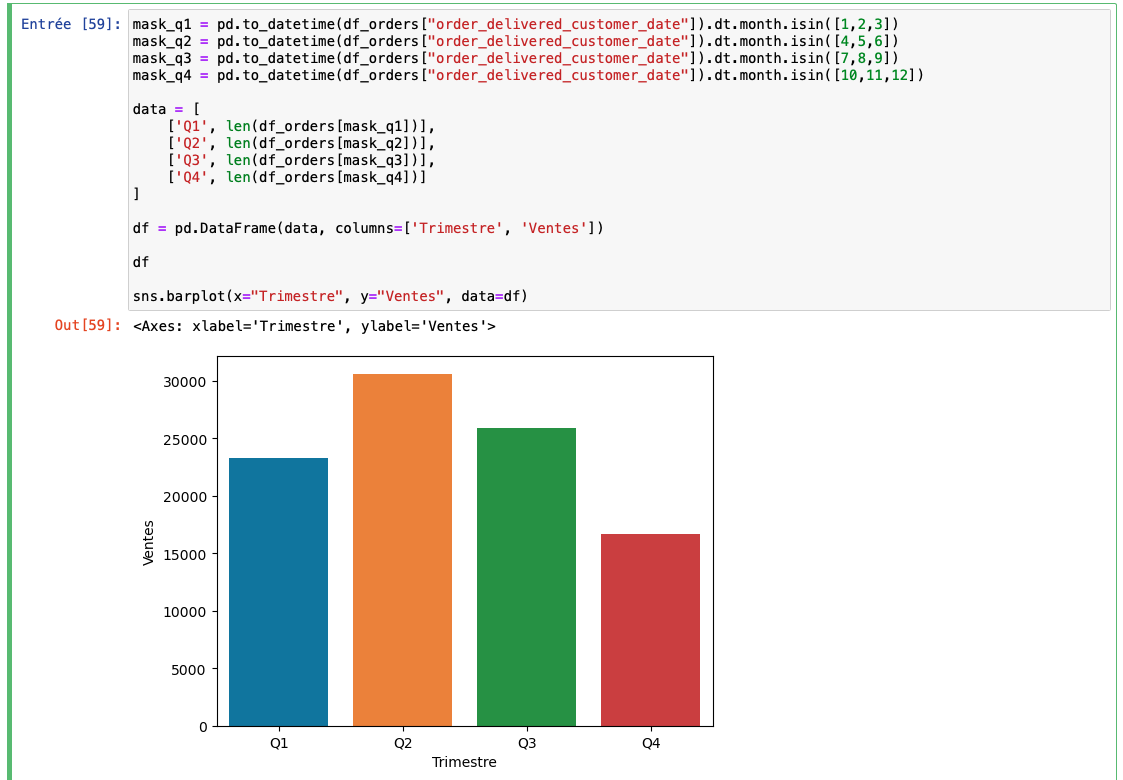 Entrée [59]: mask_q1 = pd.to_datetime(df_orders["order_delivered_customer_date"]).dt.month.isin([1,2,3])
mask_q2 = pd.to_datetime(df_orders["order_delivered_customer_date"]).dt.month.isin([4,5,6])
mask_q3 = pd.to_datetime(df_orders["order_delivered_customer_date"]).dt.month.isin([7,8,9])
mask_q4 = pd.to_datetime(df_orders["order_delivered_customer_date"]).dt.month.isin([10,11,12])
data = [
['Q1', len(df_orders[mask_q1])],
['Q2', len(df_orders[mask_q2])],
['Q3', len(df_orders[mask_q3])],
['Q4', len(df_orders[mask_q4])]
]
df = pd.DataFrame(data, columns=['Trimestre', 'Ventes'])
df
sns.barplot(x="Trimestre", y="Ventes", data=df)
Out[59]: <Axes: xlabel='Trimestre', ylabel='Ventes'>
30000
25000
20000
15000
10000
5000
0
Ventes
Q1 Q2 Q3 Q4
Trimestre